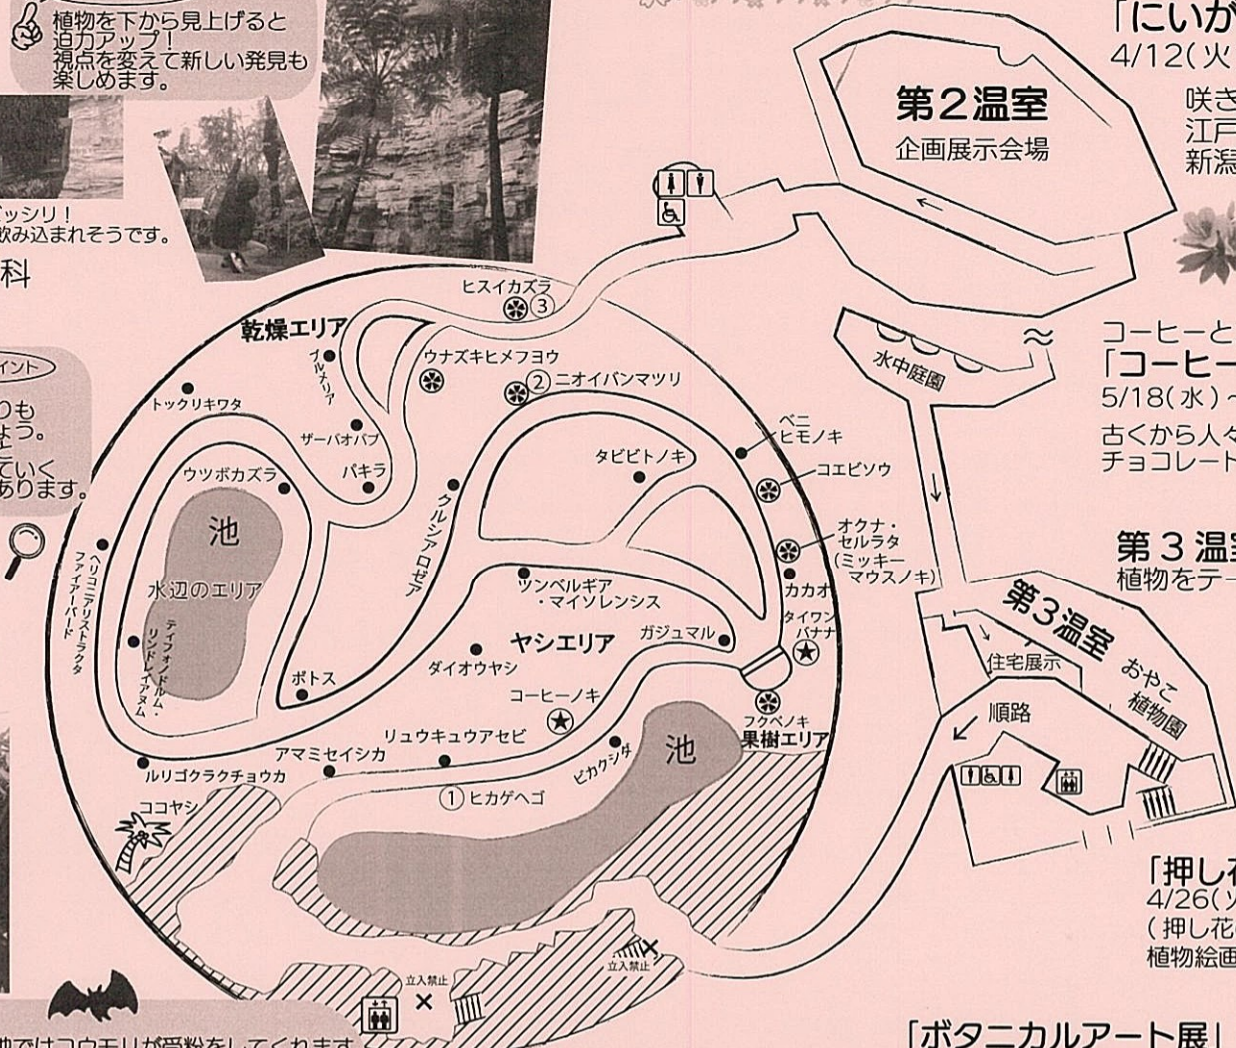 植物を下から見上げると
迫力アップ！
視点を変えて新しい発見も
楽しめます。
ッシリ！
飲み込まれそうです。
科
イント
りも
ょう。
ていく
あります。
第2温室
企画展示会場
「にいが
4/12(火
咲き
江戸
新潟
水中庭園
コーヒーと
「コーヒー
5/18(水)～
古くから人々
チョコレート
第3温室
植物をテー
ヒスイカズラ
③
乾燥エリア
プルメリア
ウナズキヒメフヨウ
② ニオイバンマツリ
トックリキワタ
ザーバオバブ
パキラ
ウツボカズラ
クルシアロゼア
タビビトノキ
ベニ
ヒモノキ
コエビソウ
オクナ・
セルラタ
(ミッキー
マウスノキ)
カカオ
タイワン
バナナ
池
水辺のエリア
ヘリコニアリストラクタ
ファイアーバード
ティフォノドルム・
リンドレイアヌム
ツンベルギア
・マイソレンシス
ヤシエリア
ガジュマル
ダイオウヤシ
ポトス
コーヒーノキ
フクベノキ
果樹エリア
リュウキュウアセビ
アマミセイシカ
ルリゴクラクチョウカ
ビカクシダ
池
① ヒカゲヘゴ
ココヤシ
立入禁止
立入禁止
第3温室
おやこ
植物園
住宅展示
順路
「押し花
4/26(
(押し花
植物絵画
地ではコウモリが受粉をしてくれます
「ボタニカルアート展」